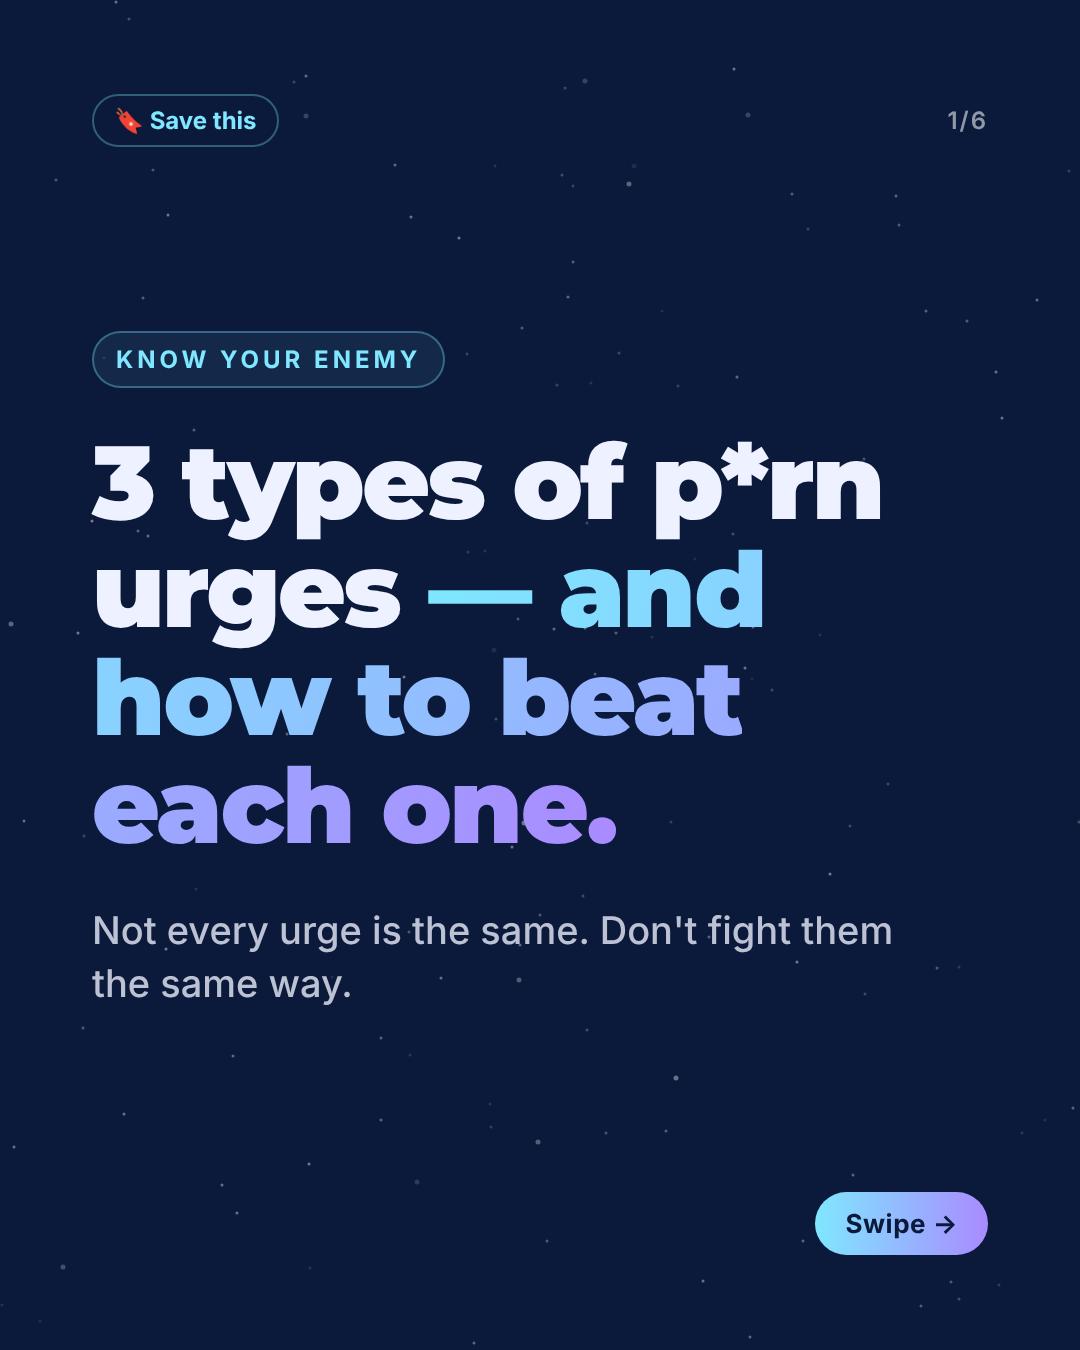 🔖 Save this
1/6
KNOW YOUR ENEMY
3 types of p*rn
urges — and
how to beat
each one.
Not every urge is the same. Don't fight them
the same way.
Swipe →